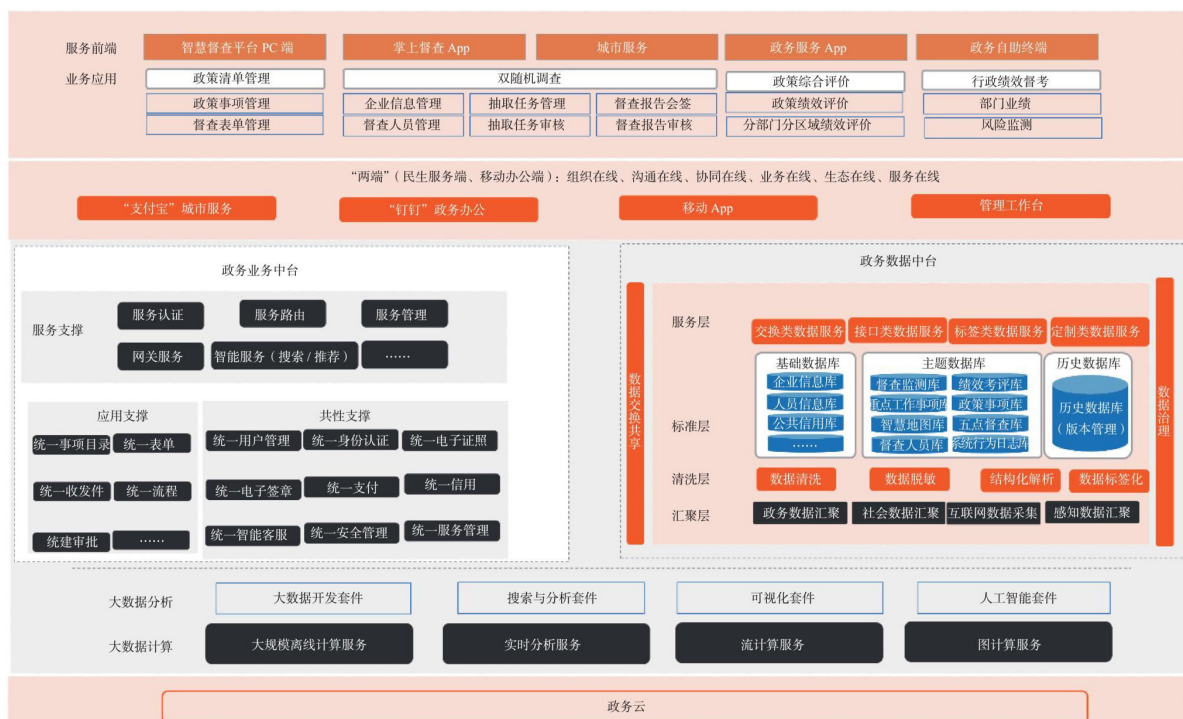 服务前端 智慧督查平台 PC 端 掌上督查 App 城市服务 政务服务 App 政务自助终端
业务应用 政策清单管理 双随机调查 政策综合评价 行政绩效督考
政策事项管理 企业信息管理 抽取任务管理 督查报告会签 政策绩效评价 部门业绩
督查表单管理 督查人员管理 抽取任务审核 督查报告审核 分部门分区域绩效评价 风险监测
“两端”（民生服务端、移动办公端）：组织在线、沟通在线、协同在线、业务在线、生态在线、服务在线
“支付宝”城市服务 “钉钉”政务办公 移动 App 管理工作台
政务业务中台
服务支撑
服务认证 服务路由 服务管理
网关服务 智能服务（搜索 / 推荐） ……
应用支撑
统一事项目录 统一表单
统一收发件 统一流程
统建审批 ……
共性支撑
统一用户管理 统一身份认证 统一电子证照
统一电子签章 统一支付 统一信用
统一智能客服 统一安全管理 统一服务管理
政务数据中台
数据交换共享
服务层
交换类数据服务 接口类数据服务 标签类数据服务 定制类数据服务
标准层
基础数据库
企业信息库
人员信息库
公共信用库
……
主题数据库
督查监测库 绩效考评库
重点工作事项库 政策事项库
智慧地图库 五点督查库
督查人员库 系统行为日志库
历史数据库
历史数据库
（版本管理）
清洗层 数据清洗 数据脱敏 结构化解析 数据标签化
汇聚层 政务数据汇聚 社会数据汇聚 互联网数据采集 感知数据汇聚
数据治理
大数据分析 大数据开发套件 搜索与分析套件 可视化套件 人工智能套件
大数据计算 大规模离线计算服务 实时分析服务 流计算服务 图计算服务
政务云